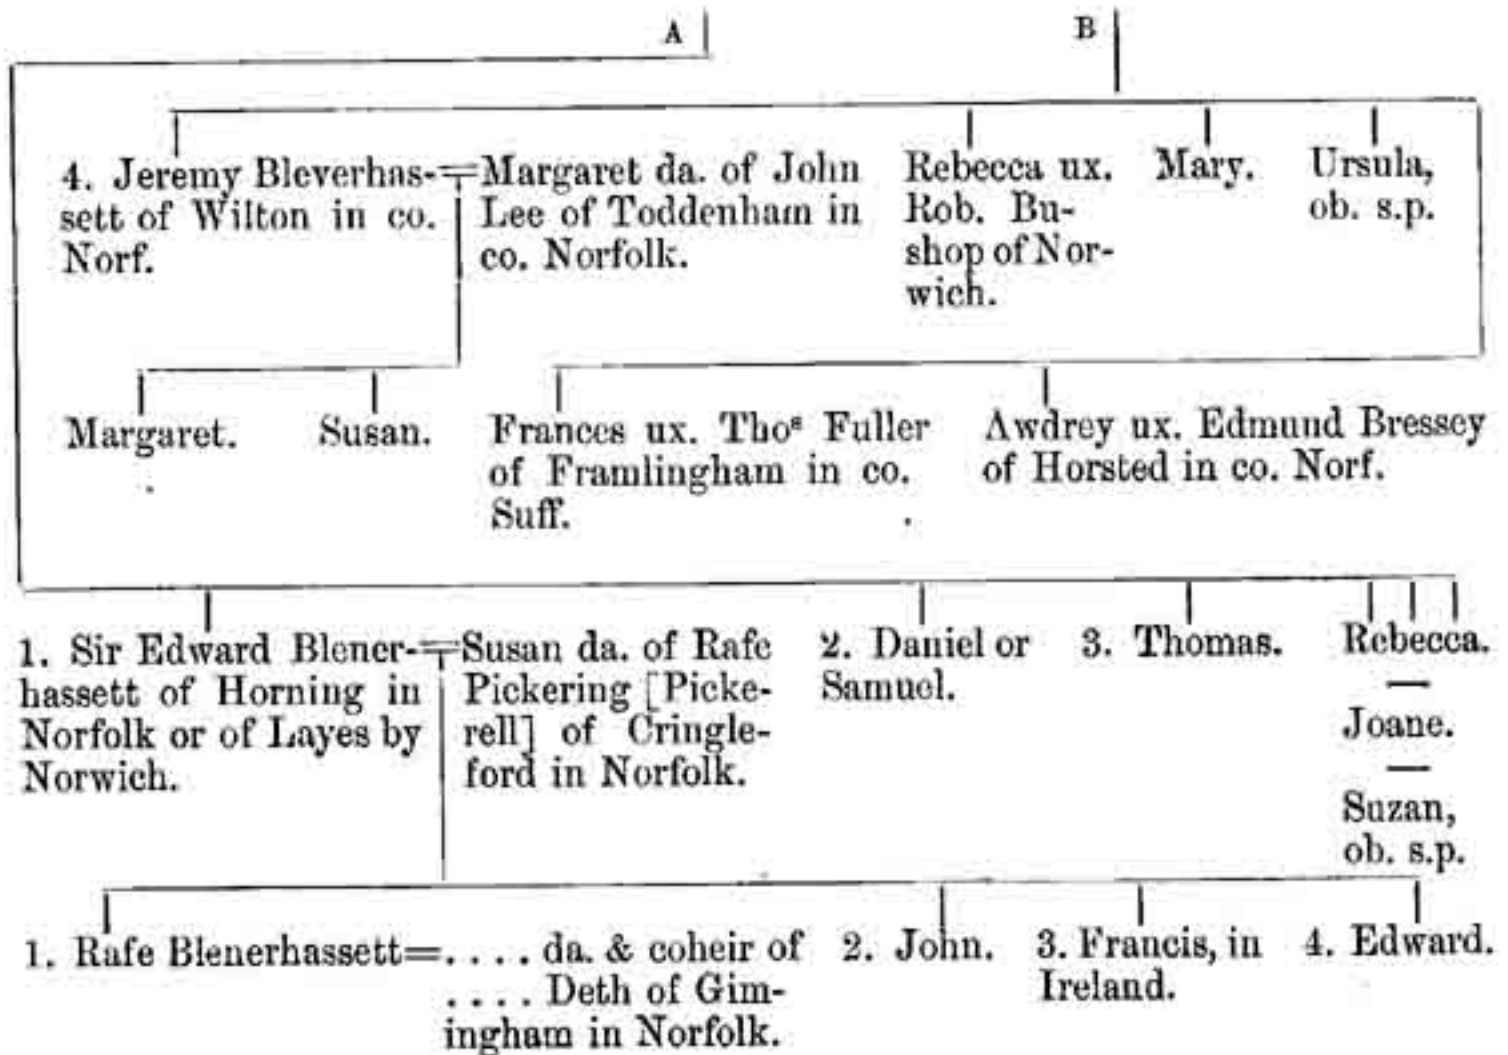 A
B
4. Jeremy Bleverhas-
sett of Wilton in co.
Norf.
Margaret da. of John
Lee of Toddenham in
co. Norfolk.
Rebecca ux.
Rob. Bu-
shop of Nor-
wich.
Mary.
Ursula,
ob. s.p.
Margaret.
Susan.
Frances ux. Thoˢ Fuller
of Framlingham in co.
Suff.
Awdrey ux. Edmund Bressey
of Horsted in co. Norf.
1. Sir Edward Blener-
hassett of Horning in
Norfolk or of Layes by
Norwich.
Susan da. of Rafe
Pickering [Picke-
rell] of Cringle-
ford in Norfolk.
2. Daniel or
Samuel.
3. Thomas.
Rebecca.
—
Joane.
—
Suzan,
ob. s.p.
1. Rafe Blenerhassett=. . . . da. & coheir of
. . . . Deth of Gim-
ingham in Norfolk.
2. John.
3. Francis, in
Ireland.
4. Edward.